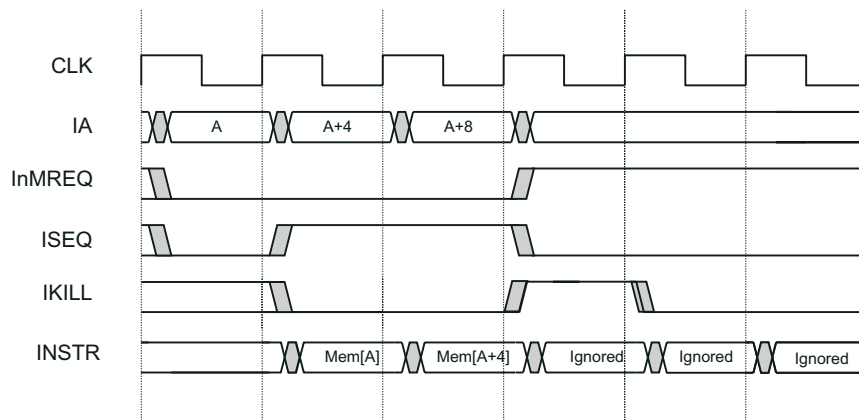 CLK
IA A A+4 A+8
InMREQ
ISEQ
IKILL
INSTR Mem[A] Mem[A+4] Ignored Ignored Ignored